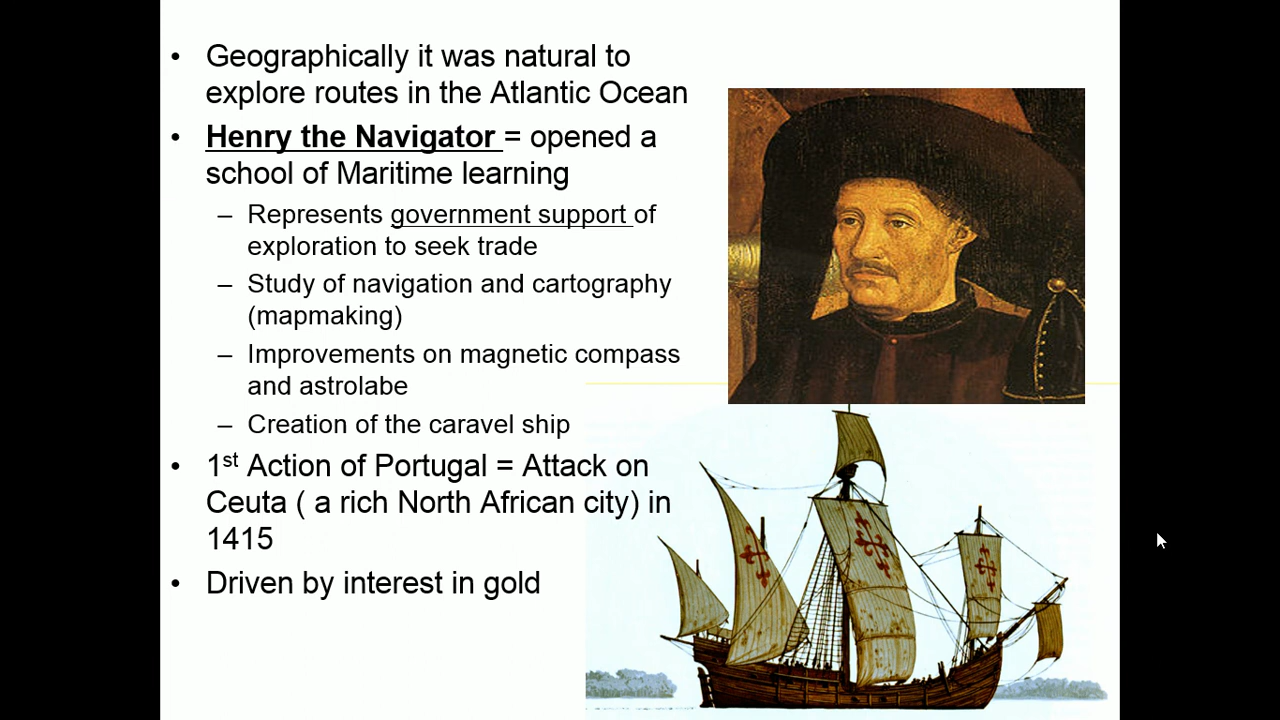 • Geographically it was natural to
explore routes in the Atlantic Ocean
• Henry the Navigator = opened a
school of Maritime learning
– Represents government support of
exploration to seek trade
– Study of navigation and cartography
(mapmaking)
– Improvements on magnetic compass
and astrolabe
– Creation of the caravel ship
• 1st Action of Portugal = Attack on
Ceuta ( a rich North African city) in
1415
• Driven by interest in gold